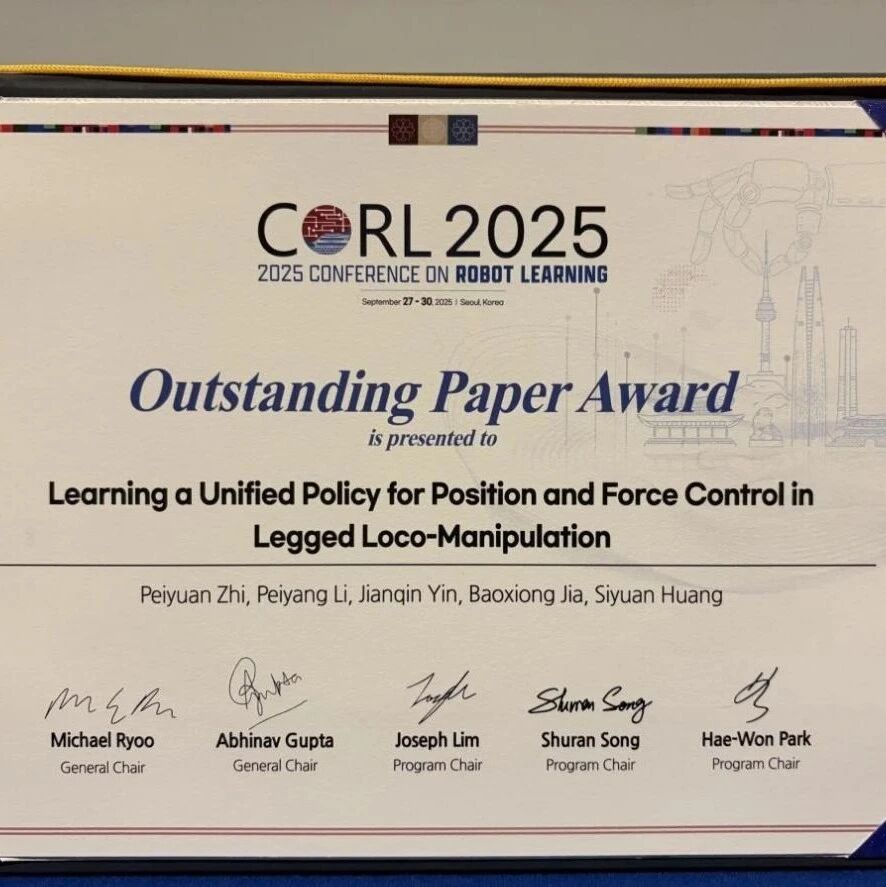 CORL 2025
2025 CONFERENCE ON ROBOT LEARNING
September 27 - 30, 2025 | Seoul, Korea
Outstanding Paper Award
is presented to
Learning a Unified Policy for Position and Force Control in
Legged Loco-Manipulation
Peiyuan Zhi, Peiyang Li, Jianqin Yin, Baoxiong Jia, Siyuan Huang
Shuran Song
Michael Ryoo Abhinav Gupta Joseph Lim Shuran Song Hae-Won Park
General Chair General Chair Program Chair Program Chair Program Chair